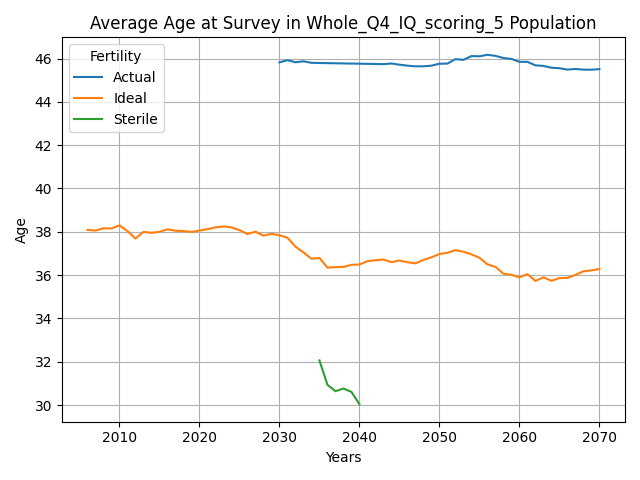 Average Age at Survey in Whole_Q4_IQ_scoring_5 Population
Fertility
Actual
Ideal
Sterile
Age
46
44
42
40
38
36
34
32
30
2010 2020 2030 2040 2050 2060 2070
Years